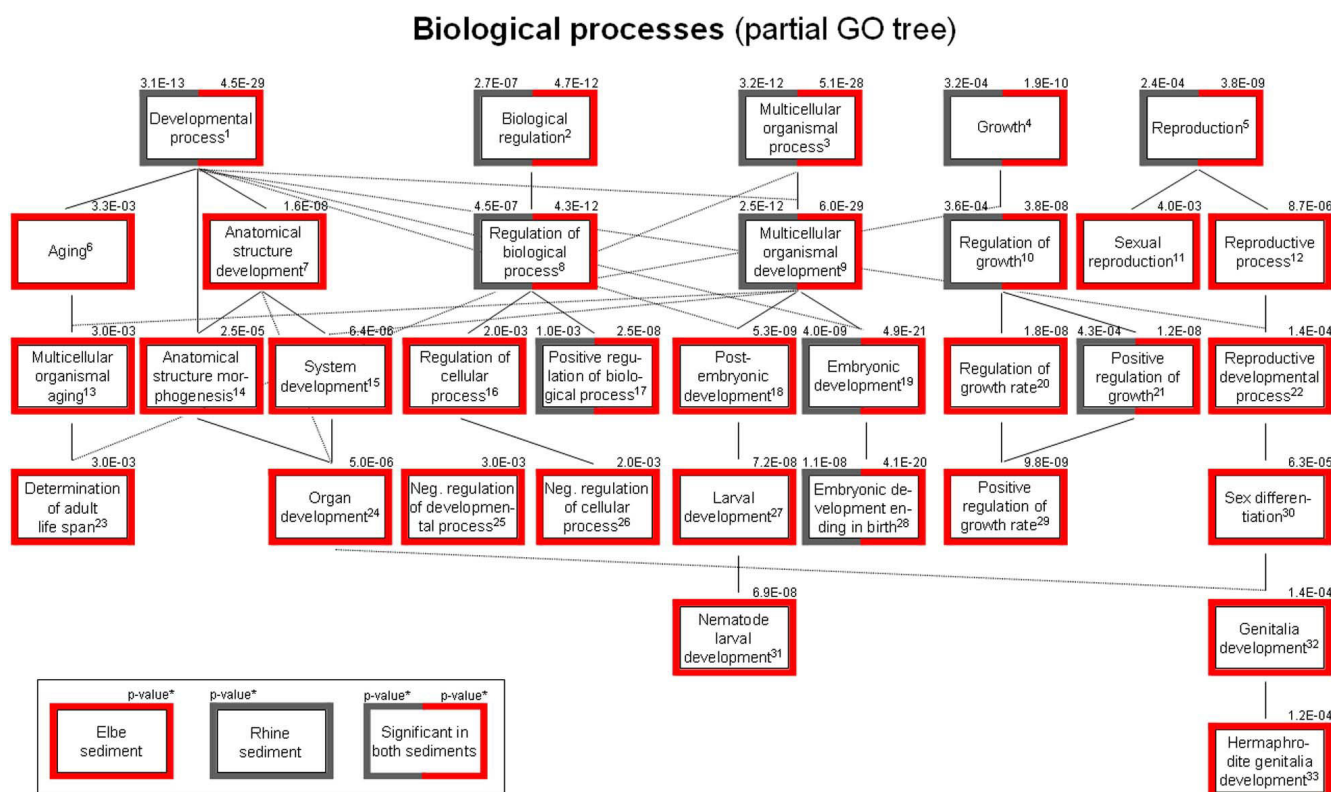 Biological processes (partial GO tree)
3.1E-13 4.5E-29 2.7E-07 4.7E-12 3.2E-12 5.1E-28 3.2E-04 1.9E-10 2.4E-04 3.8E-09
Developmental
process1
Biological
regulation2
Multicellular
organismal
process3
Growth4
Reproduction5
3.3E-03 1.6E-08 4.5E-07 4.3E-12 2.5E-12 6.0E-29 3.6E-04 3.8E-08 4.0E-03 8.7E-06
Aging6
Anatomical
structure
development7
Regulation of
biological
process8
Multicellular
organismal
development9
Regulation of
growth10
Sexual
reproduction11
Reproductive
process12
3.0E-03 2.5E-05 6.4E-06 2.0E-03 1.0E-03 2.5E-08 5.3E-09 4.0E-09 4.9E-21 1.8E-08 4.3E-04 1.2E-08 1.4E-04
Multicellular
organismal
aging13
Anatomical
structure mor-
phogenesis14
System
development15
Regulation of
cellular
process16
Positive regu-
lation of biolo-
gical process17
Post-
embryonic
development18
Embryonic
development19
Regulation of
growth rate20
Positive
regulation of
growth21
Reproductive
developmental
process22
3.0E-03 5.0E-06 3.0E-03 2.0E-03 7.2E-08 1.1E-08 4.1E-20 9.8E-09 6.3E-05
Determination
of adult
life span23
Organ
development24
Neg. regulation
of developmen-
tal process25
Neg. regulation
of cellular
process26
Larval
development27
Embryonic de-
velopment en-
ding in birth28
Positive
regulation of
growth rate29
Sex differen-
tiation30
6.9E-08 1.4E-04
Nematode
larval
development31
Genitalia
development32
1.2E-04
Hermaphro-
dite genitalia
development33
p-value* p-value* p-value* p-value*
Elbe
sediment
Rhine
sediment
Significant in
both sediments